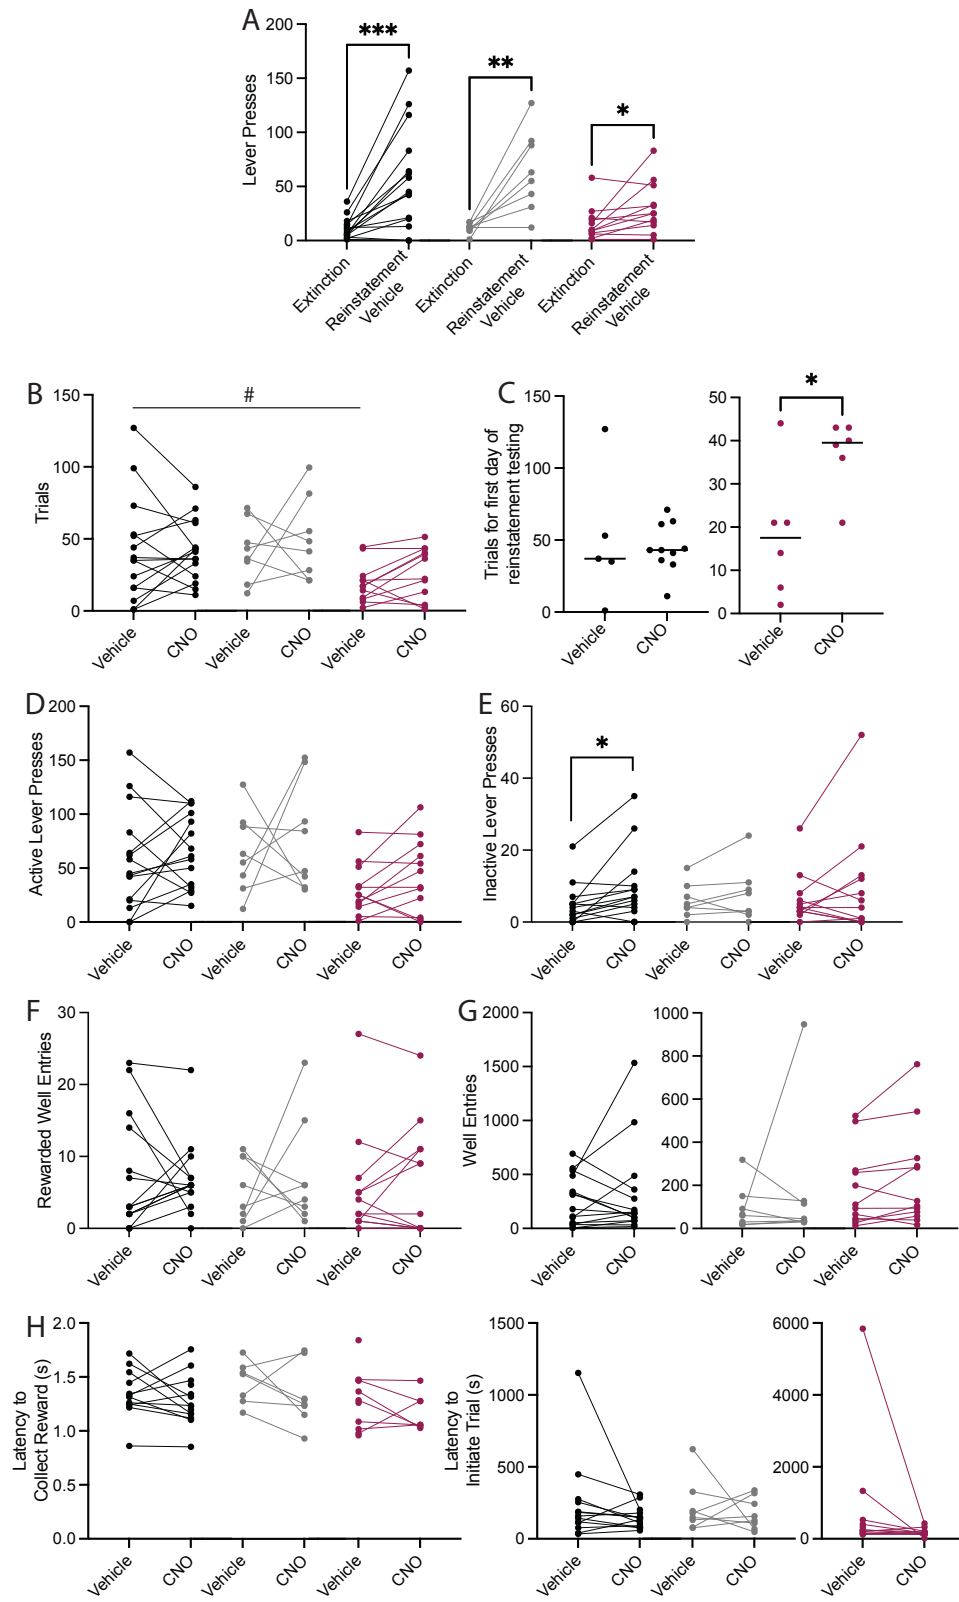 A
Lever Presses
200
150
100
50
0
***
**
*
Extinction
Reinstatement
Vehicle
Extinction
Reinstatement
Vehicle
Extinction
Reinstatement
Vehicle
B
Trials
150
100
50
0
#
Vehicle
CNO
Vehicle
CNO
Vehicle
CNO
C
Trials for first day of
reinstatement testing
150
100
50
0
Vehicle
CNO
50
40
30
20
10
0
*
Vehicle
CNO
D
Active Lever Presses
200
150
100
50
0
Vehicle
CNO
Vehicle
CNO
Vehicle
CNO
E
Inactive Lever Presses
60
40
20
0
*
Vehicle
CNO
Vehicle
CNO
Vehicle
CNO
F
Rewarded Well Entries
30
20
10
0
Vehicle
CNO
Vehicle
CNO
Vehicle
CNO
G
Well Entries
2000
1500
1000
500
0
Vehicle
CNO
1000
800
600
400
200
0
Vehicle
CNO
Vehicle
CNO
H
Latency to
Collect Reward (s)
2.0
1.5
1.0
0.5
0.0
Vehicle
CNO
Vehicle
CNO
Vehicle
CNO
Latency to
Initiate Trial (s)
1500
1000
500
0
Vehicle
CNO
Vehicle
CNO
6000
4000
2000
0
Vehicle
CNO